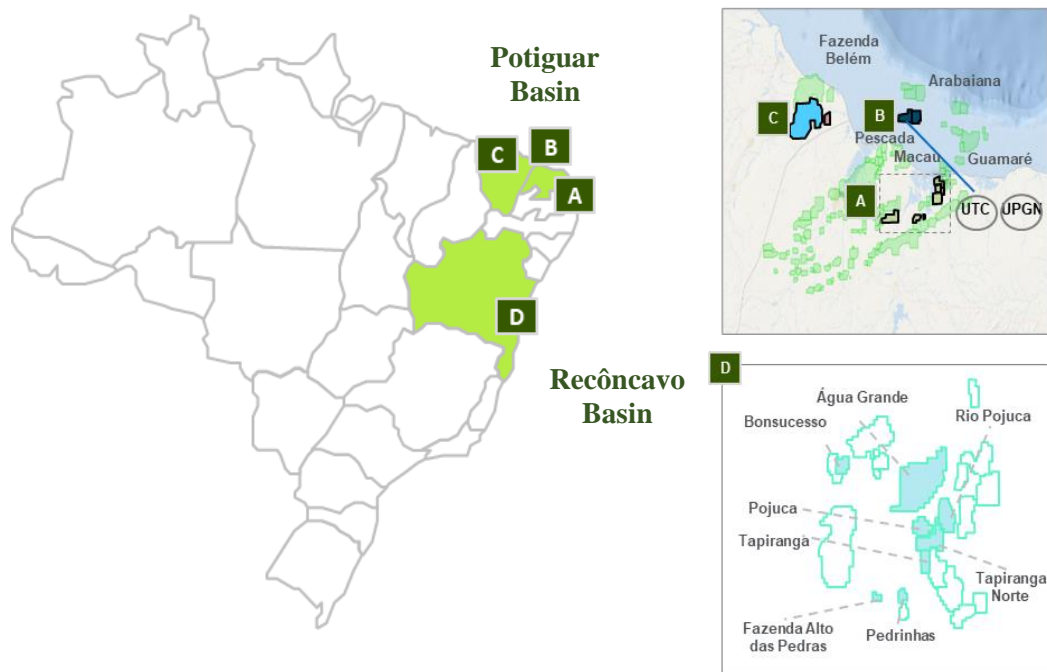 Potiguar
Basin
C
B
A
D
Recôncavo
Basin
Fazenda
Belém
Arabaiana
C
B
Pescada
Macau
Guamaré
A
UTC
UPGN
D
Água Grande
Bonsucesso
Rio Pojuca
Pojuca
Tapiranga
Tapiranga
Norte
Fazenda Alto
das Pedras
Pedrinhas